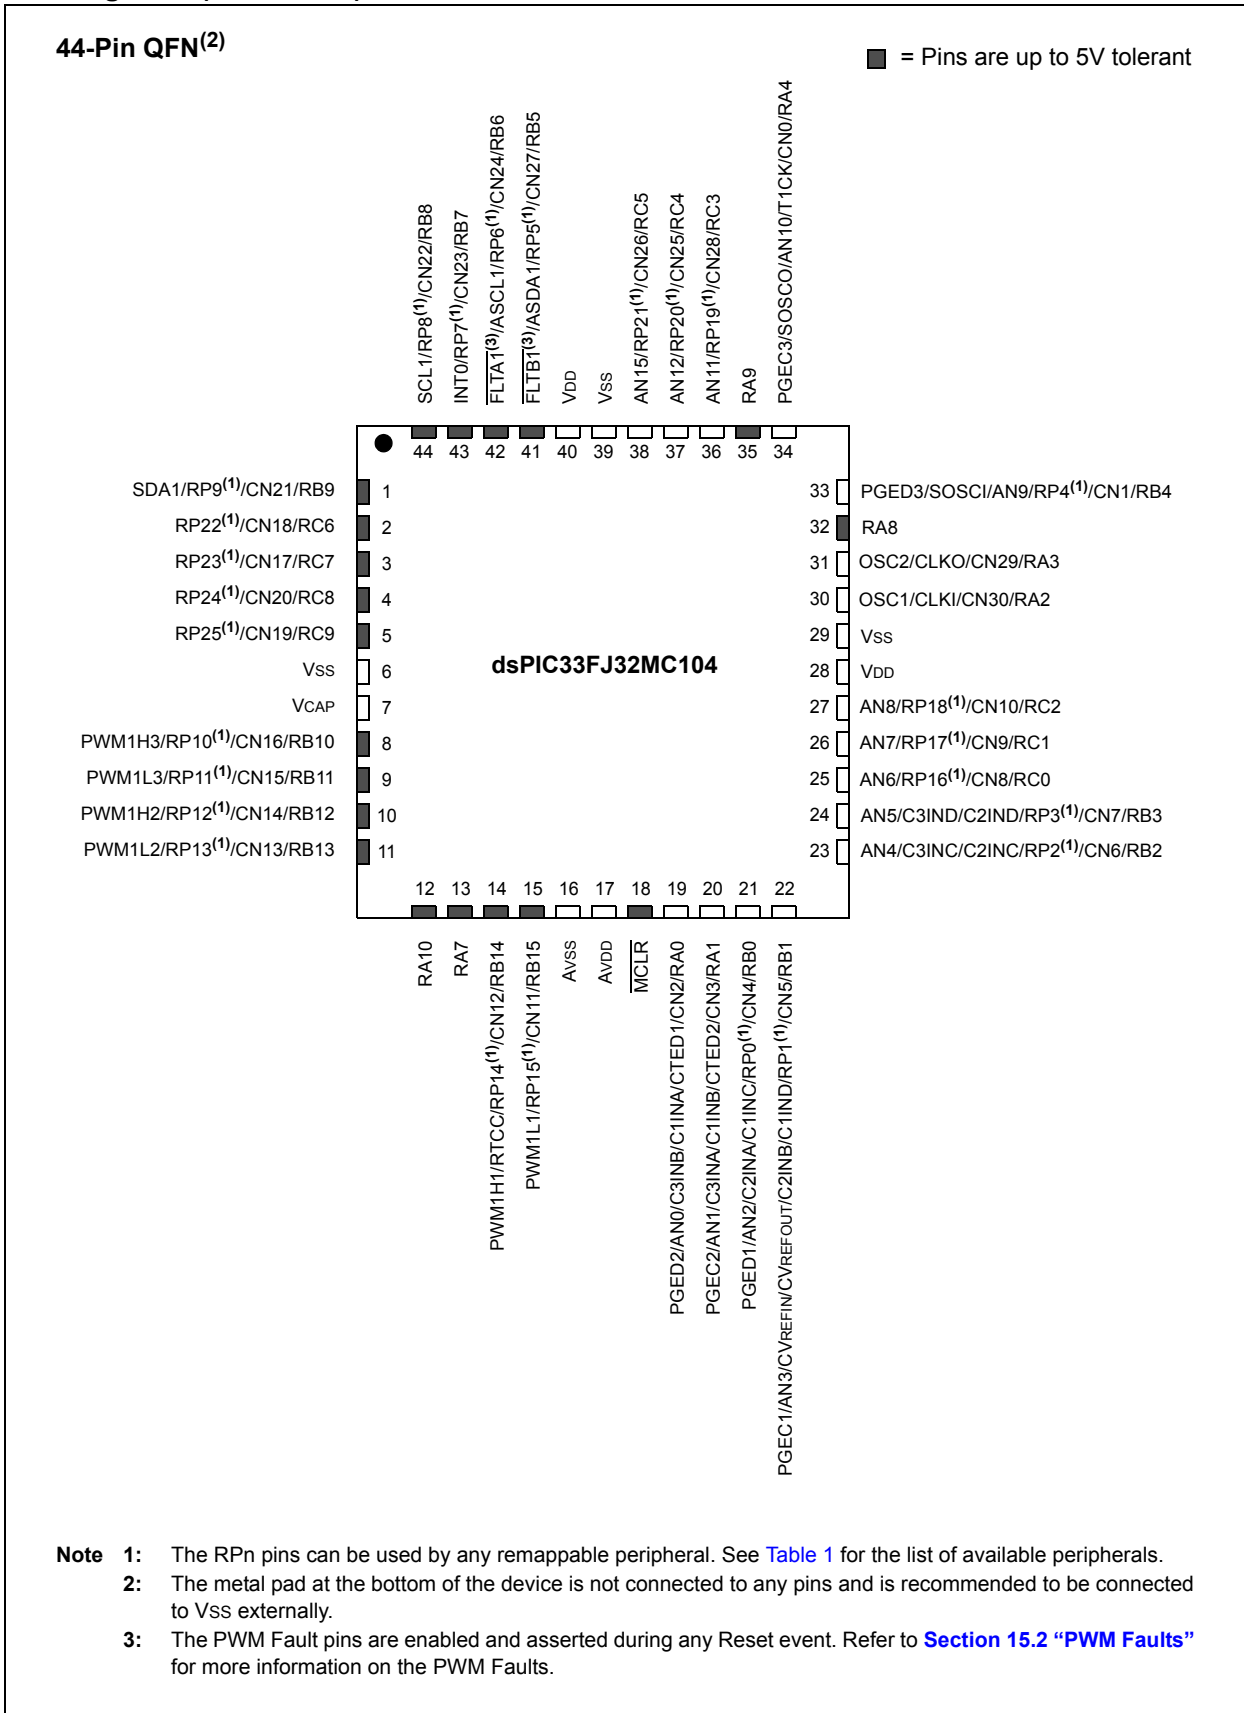 44-Pin QFN(2)
= Pins are up to 5V tolerant
SCL1/RP8(1)/CN22/RB8
INT0/RP7(1)/CN23/RB7
FLTA1(3)/ASCL1/RP6(1)/CN24/RB6
FLTB1(3)/ASDA1/RP5(1)/CN27/RB5
VDD
VSS
AN15/RP21(1)/CN26/RC5
AN12/RP20(1)/CN25/RC4
AN11/RP19(1)/CN28/RC3
RA9
PGEC3/SOSCO/AN10/T1CK/CN0/RA4
44 43 42 41 40 39 38 37 36 35 34
SDA1/RP9(1)/CN21/RB9 1
RP22(1)/CN18/RC6 2
RP23(1)/CN17/RC7 3
RP24(1)/CN20/RC8 4
RP25(1)/CN19/RC9 5
VSS 6
VCAP 7
PWM1H3/RP10(1)/CN16/RB10 8
PWM1L3/RP11(1)/CN15/RB11 9
PWM1H2/RP12(1)/CN14/RB12 10
PWM1L2/RP13(1)/CN13/RB13 11
dsPIC33FJ32MC104
33 PGED3/SOSCI/AN9/RP4(1)/CN1/RB4
32 RA8
31 OSC2/CLKO/CN29/RA3
30 OSC1/CLKI/CN30/RA2
29 VSS
28 VDD
27 AN8/RP18(1)/CN10/RC2
26 AN7/RP17(1)/CN9/RC1
25 AN6/RP16(1)/CN8/RC0
24 AN5/C3IND/C2IND/RP3(1)/CN7/RB3
23 AN4/C3INC/C2INC/RP2(1)/CN6/RB2
12 13 14 15 16 17 18 19 20 21 22
RA10
RA7
PWM1H1/RTCC/RP14(1)/CN12/RB14
PWM1L1/RP15(1)/CN11/RB15
AVSS
AVDD
MCLR
PGED2/AN0/C3INB/C1INA/CTED1/CN2/RA0
PGEC2/AN1/C3INA/C1INB/CTED2/CN3/RA1
PGED1/AN2/C2INA/C1INC/RP0(1)/CN4/RB0
PGEC1/AN3/CVREFIN/CVREFOUT/C2INB/C1IND/RP1(1)/CN5/RB1
Note 1: The RPn pins can be used by any remappable peripheral. See Table 1 for the list of available peripherals.
2: The metal pad at the bottom of the device is not connected to any pins and is recommended to be connected
to VSS externally.
3: The PWM Fault pins are enabled and asserted during any Reset event. Refer to Section 15.2 “PWM Faults”
for more information on the PWM Faults.